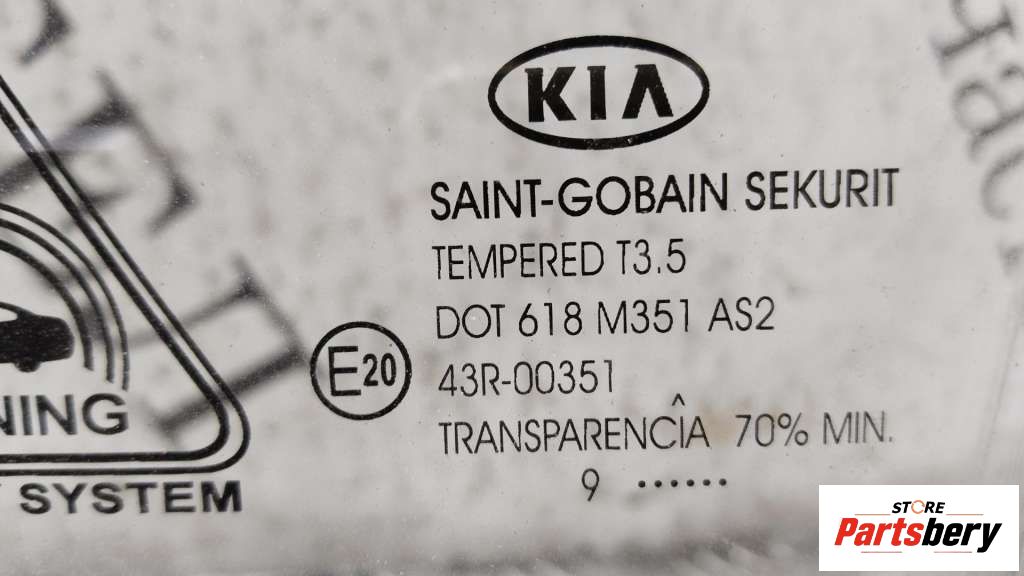 KIA
SAINT-GOBAIN SEKURIT
TEMPERED T3.5
DOT 618 M351 AS2
E20
43R-00351
TRANSPARENCÎA 70% MIN.
9 ......
NING
SYSTEM
STORE
Partsbery